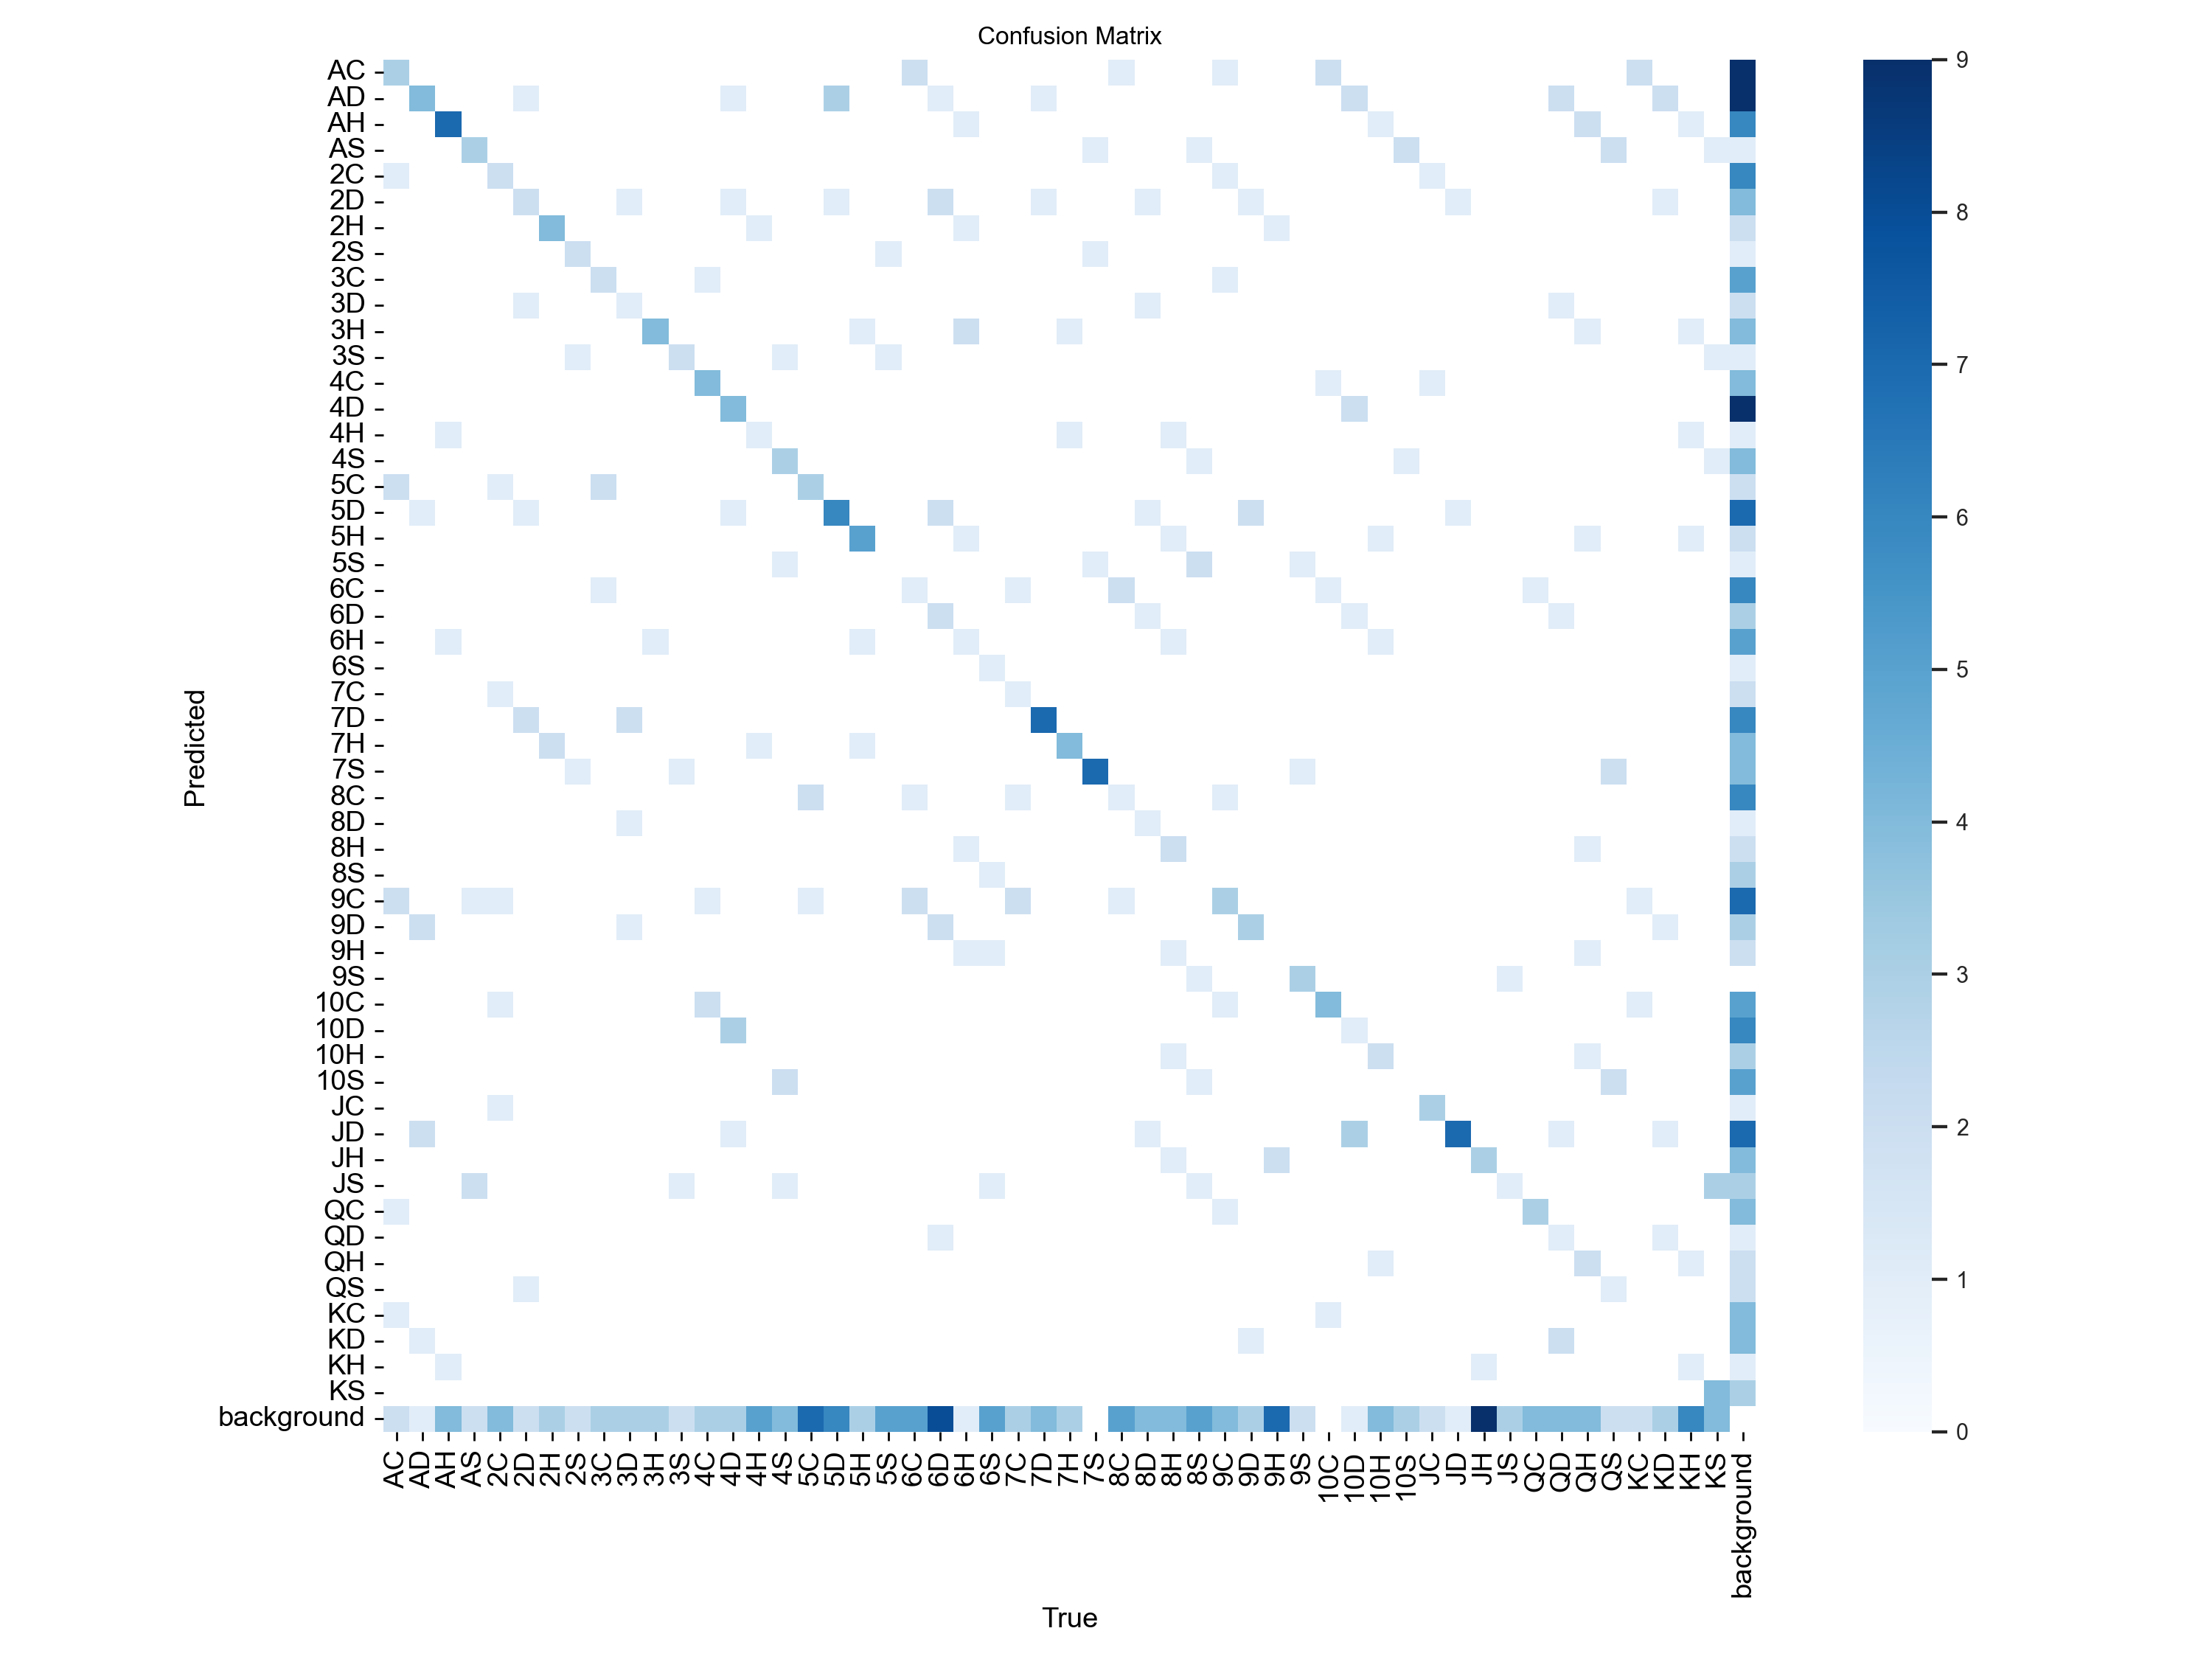 Confusion Matrix
AC
AD
AH
AS
2C
2D
2H
2S
3C
3D
3H
3S
4C
4D
4H
4S
5C
5D
5H
5S
6C
6D
6H
6S
7C
7D
7H
7S
8C
8D
8H
8S
9C
9D
9H
9S
10C
10D
10H
10S
JC
JD
JH
JS
QC
QD
QH
QS
KC
KD
KH
KS
background
Predicted
AC AD AH AS 2C 2D 2H 2S 3C 3D 3H 3S 4C 4D 4H 4S 5C 5D 5H 5S 6C 6D 6H 6S 7C 7D 7H 7S 8C 8D 8H 8S 9C 9D 9H 9S 10C 10D 10H 10S JC JD JH JS QC QD QH QS KC KD KH KS background
True
9
8
7
6
5
4
3
2
1
0